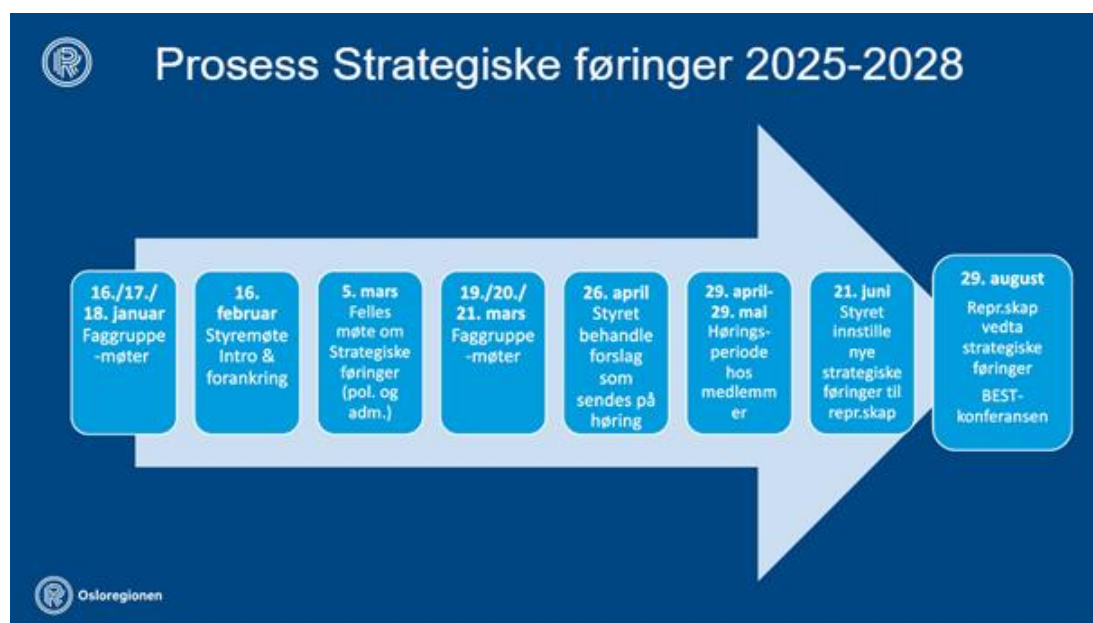 Prosess Strategiske føringer 2025-2028
16./17./
18. januar
Faggruppe
-møter
16.
februar
Styremøte
Intro &
forankring
5. mars
Felles
møte om
Strategiske
føringer
(pol. og
adm.)
19./20./
21. mars
Faggruppe
-møter
26. april
Styret
behandle
forslag
som
sendes på
høring
29. april-
29. mai
Hørings-
periode
hos
medlemm
er
21. juni
Styret
innstille
nye
strategiske
føringer til
repr.skap
29. august
Repr.skap
vedta
strategiske
føringer
BEST-
konferansen
Osloregionen